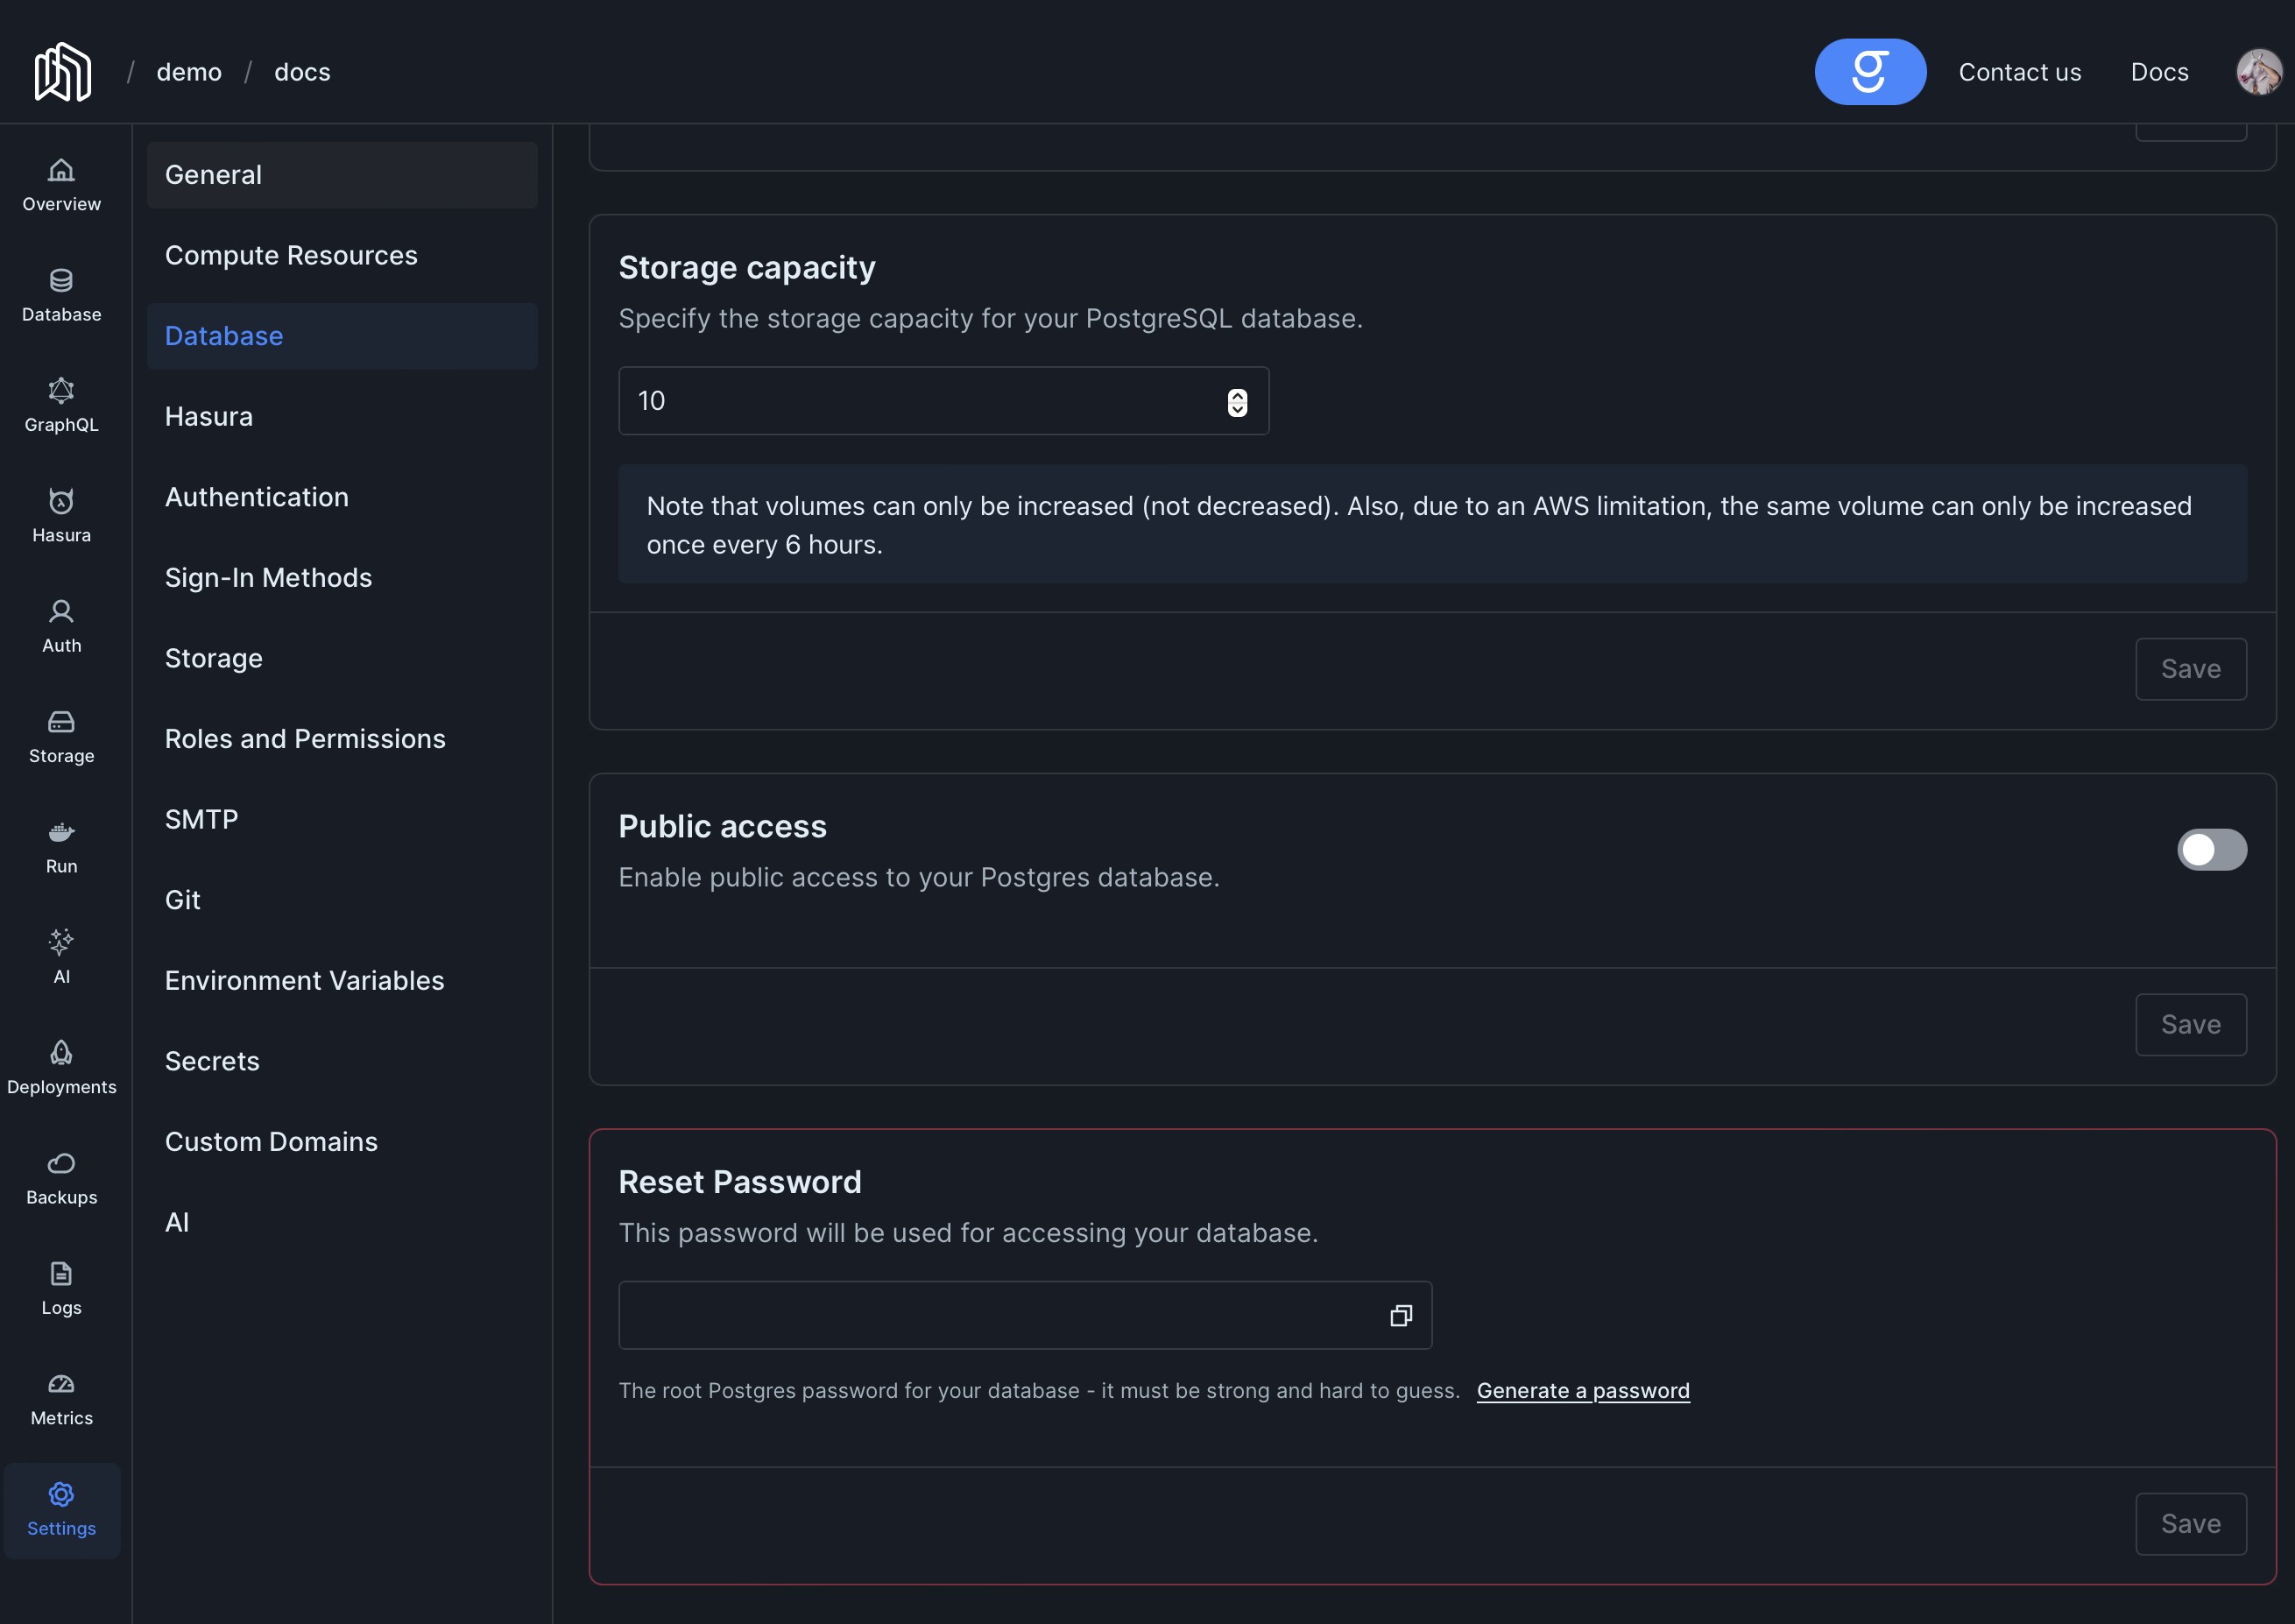 / demo / docs
Contact us
Docs
Overview
Database
GraphQL
Hasura
Auth
Storage
Run
AI
Deployments
Backups
Logs
Metrics
Settings
General
Compute Resources
Database
Hasura
Authentication
Sign-In Methods
Storage
Roles and Permissions
SMTP
Git
Environment Variables
Secrets
Custom Domains
AI
Storage capacity
Specify the storage capacity for your PostgreSQL database.
10
Note that volumes can only be increased (not decreased). Also, due to an AWS limitation, the same volume can only be increased
once every 6 hours.
Save
Public access
Enable public access to your Postgres database.
Save
Reset Password
This password will be used for accessing your database.
The root Postgres password for your database - it must be strong and hard to guess. Generate a password
Save